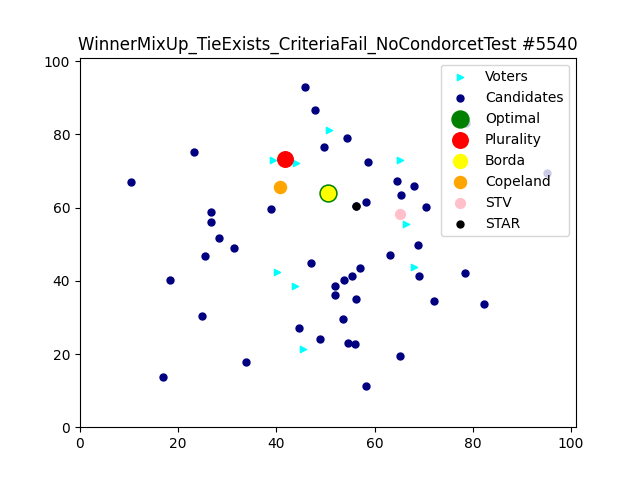 WinnerMixUp_TieExists_CriteriaFail_NoCondorcetTest #5540
100
80
60
40
20
0
0 20 40 60 80 100
Voters
Candidates
Optimal
Plurality
Borda
Copeland
STV
STAR